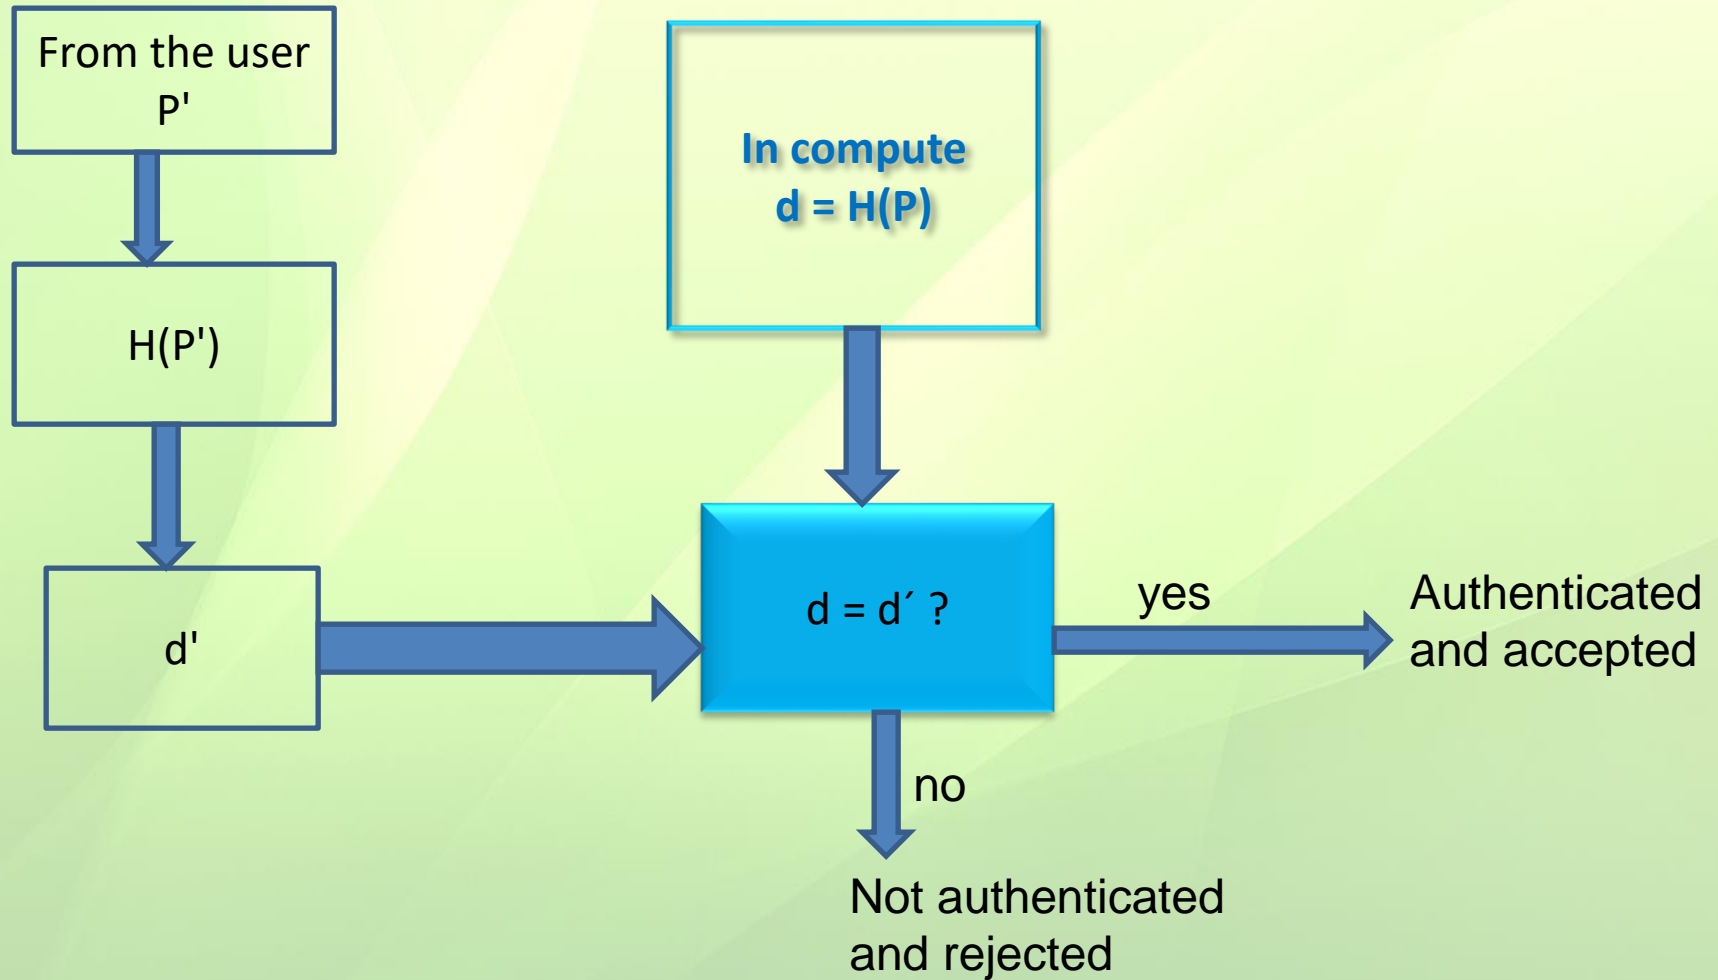 From the user
P'
H(P')
d'
In compute
d = H(P)
d = d´ ?
yes
Authenticated
and accepted
no
Not authenticated
and rejected